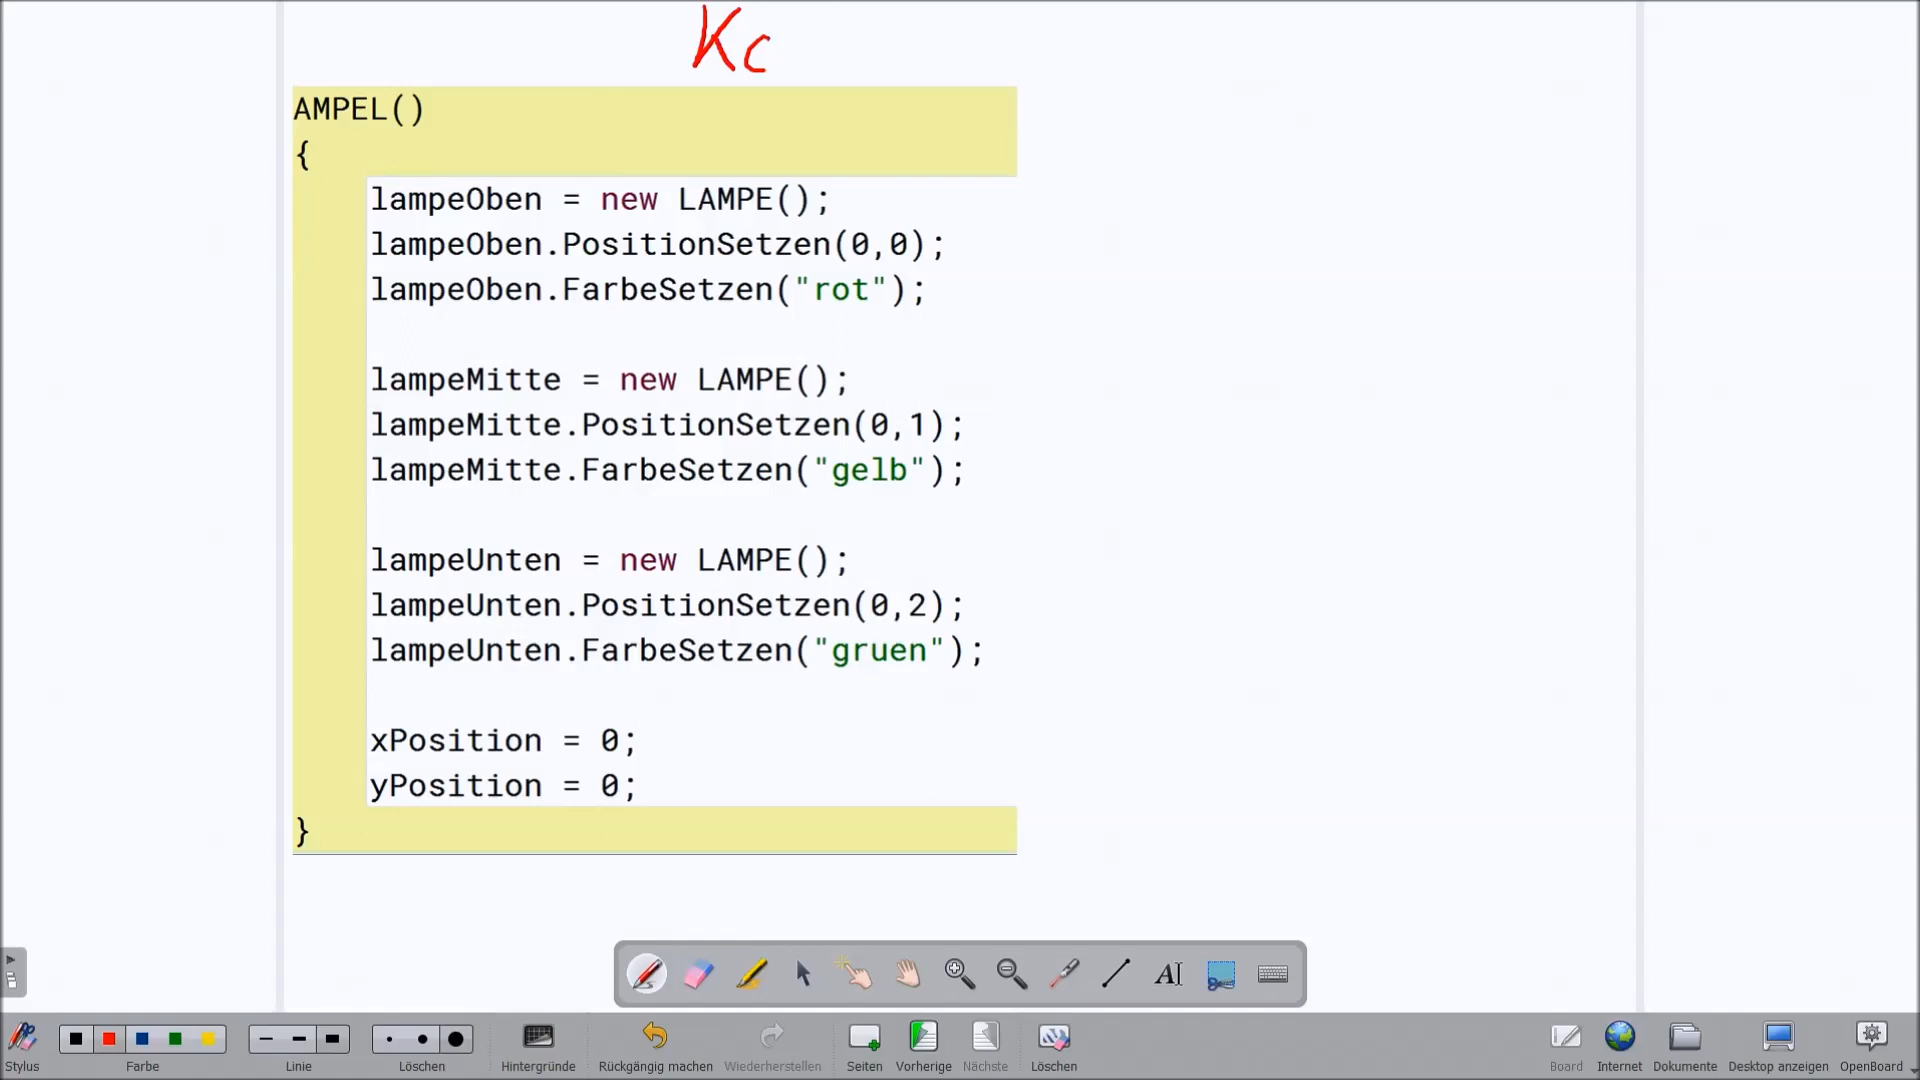 Kc
AMPEL()
{
lampeOben = new LAMPE();
lampeOben.PositionSetzen(0,0);
lampeOben.FarbeSetzen("rot");
lampeMitte = new LAMPE();
lampeMitte.PositionSetzen(0,1);
lampeMitte.FarbeSetzen("gelb");
lampeUnten = new LAMPE();
lampeUnten.PositionSetzen(0,2);
lampeUnten.FarbeSetzen("gruen");
xPosition = 0;
yPosition = 0;
}
Stylus Farbe Linie Löschen Hintergründe Rückgängig machen Wiederherstellen Seiten Vorherige Nächste Löschen Board Internet Dokumente Desktop anzeigen OpenBoard